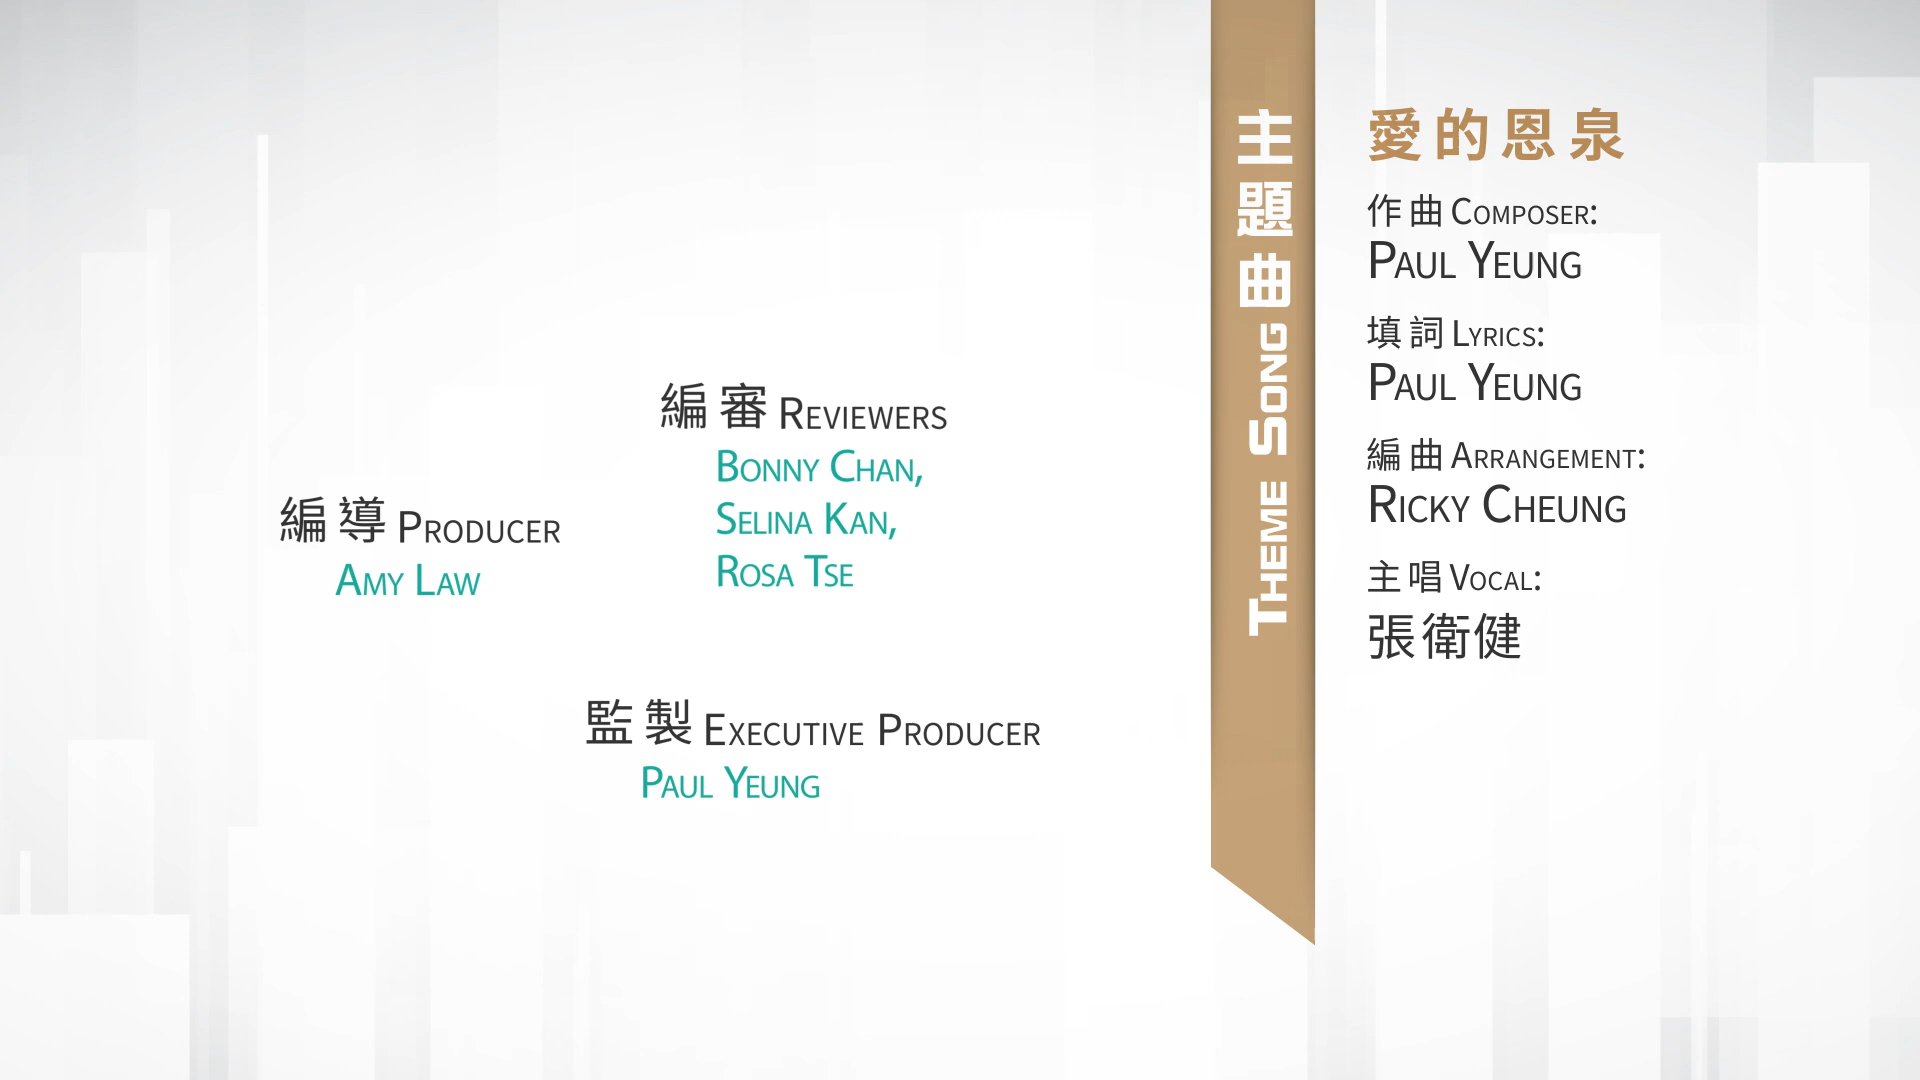 編導 Producer
Amy Law
編審 Reviewers
Bonny Chan,
Selina Kan,
Rosa Tse
監製 Executive Producer
Paul Yeung
主題曲 Theme Song
愛的恩泉
作曲 Composer:
Paul Yeung
填詞 Lyrics:
Paul Yeung
編曲 Arrangement:
Ricky Cheung
主唱 Vocal:
張衛健